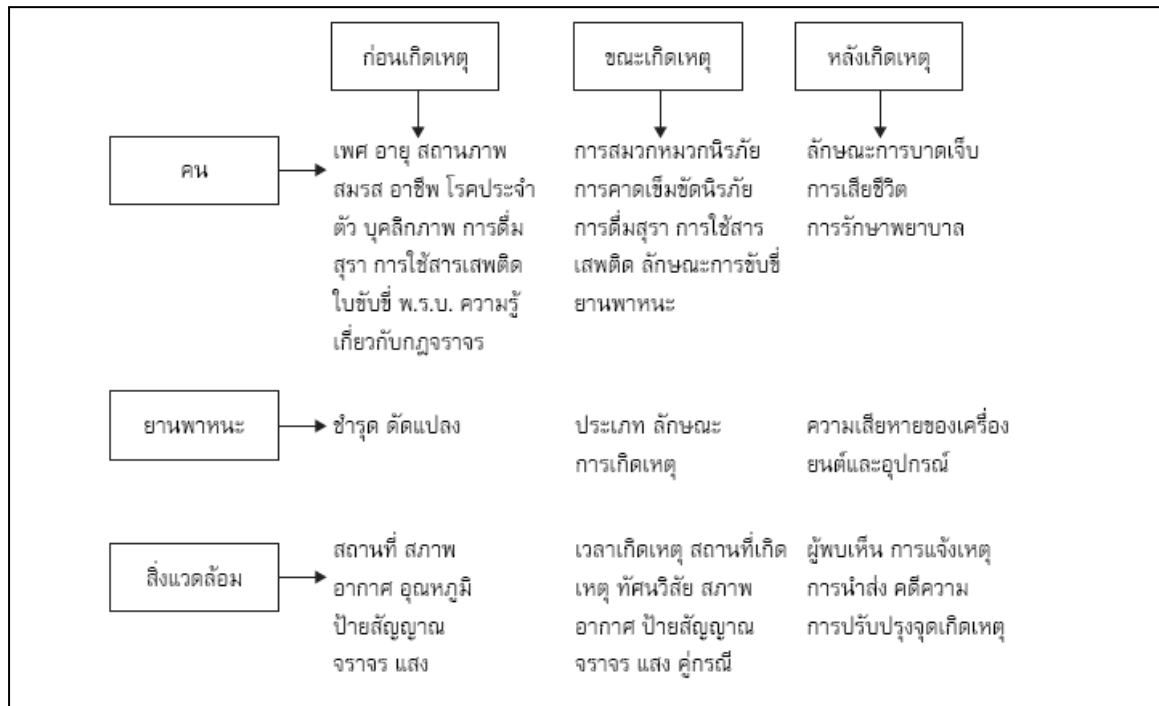 ก่อนเกิดเหตุ
ขณะเกิดเหตุ
หลังเกิดเหตุ
คน
เพศ อายุ สถานภาพ
สมรส อาชีพ โรคประจำ
ตัว บุคลิกภาพ การดื่ม
สุรา การใช้สารเสพติด
ใบขับขี่ พ.ร.บ. ความรู้
เกี่ยวกับกฎจราจร
การสมวกหมวกนิรภัย
การคาดเข็มขัดนิรภัย
การดื่มสุรา การใช้สาร
เสพติด ลักษณะการขับขี่
ยานพาหนะ
ลักษณะการบาดเจ็บ
การเสียชีวิต
การรักษาพยาบาล
ยานพาหนะ
ชำรุด ดัดแปลง
ประเภท ลักษณะ
การเกิดเหตุ
ความเสียหายของเครื่อง
ยนต์และอุปกรณ์
สิ่งแวดล้อม
สถานที่ สภาพ
อากาศ อุณหภูมิ
ป้ายสัญญาณ
จราจร แสง
เวลาเกิดเหตุ สถานที่เกิด
เหตุ ทัศนวิสัย สภาพ
อากาศ ป้ายสัญญาณ
จราจร แสง คู่กรณี
ผู้พบเห็น การแจ้งเหตุ
การนำส่ง คดีความ
การปรับปรุงจุดเกิดเหตุ